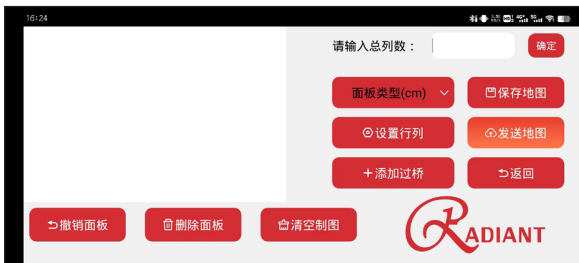 16:24
请输入总列数：
确定
面板类型(cm)
保存地图
设置行列
发送地图
+添加过桥
返回
撤销面板
删除面板
清空制图
RADIANT